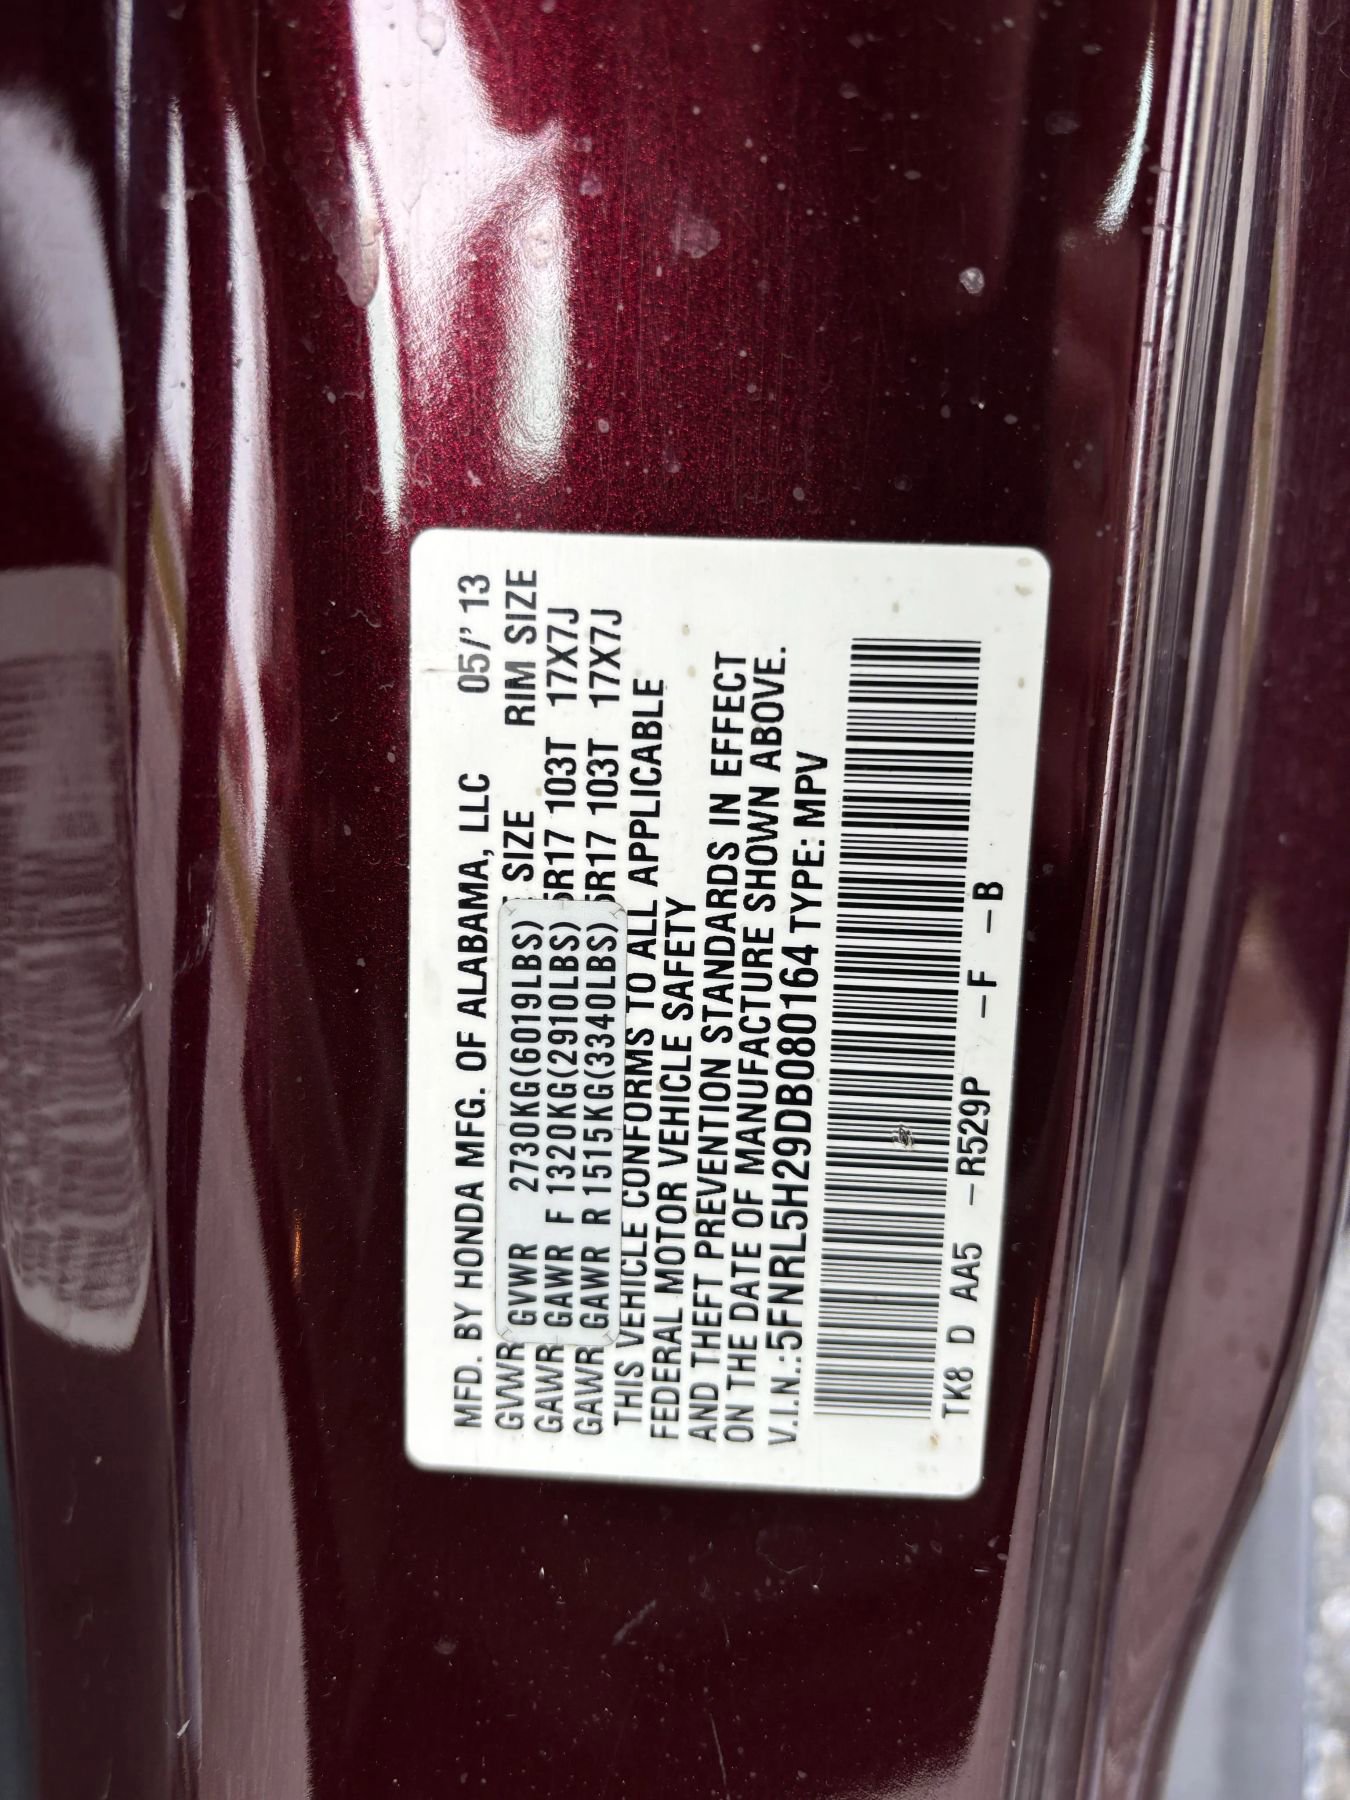 MFD. BY HONDA MFG. OF ALABAMA, LLC 05/'13
GVWR SIZE RIM SIZE
GAWR 5R17 103T 17X7J
GAWR 5R17 103T 17X7J
GVWR 2730KG(6019LBS)
GAWR F 1320KG(2910LBS)
GAWR R 1515KG(3340LBS)
THIS VEHICLE CONFORMS TO ALL APPLICABLE
FEDERAL MOTOR VEHICLE SAFETY
AND THEFT PREVENTION STANDARDS IN EFFECT
ON THE DATE OF MANUFACTURE SHOWN ABOVE.
V.I.N.:5FNRL5H29DB080164 TYPE: MPV
TK8 D AA5 -R529P -F -B